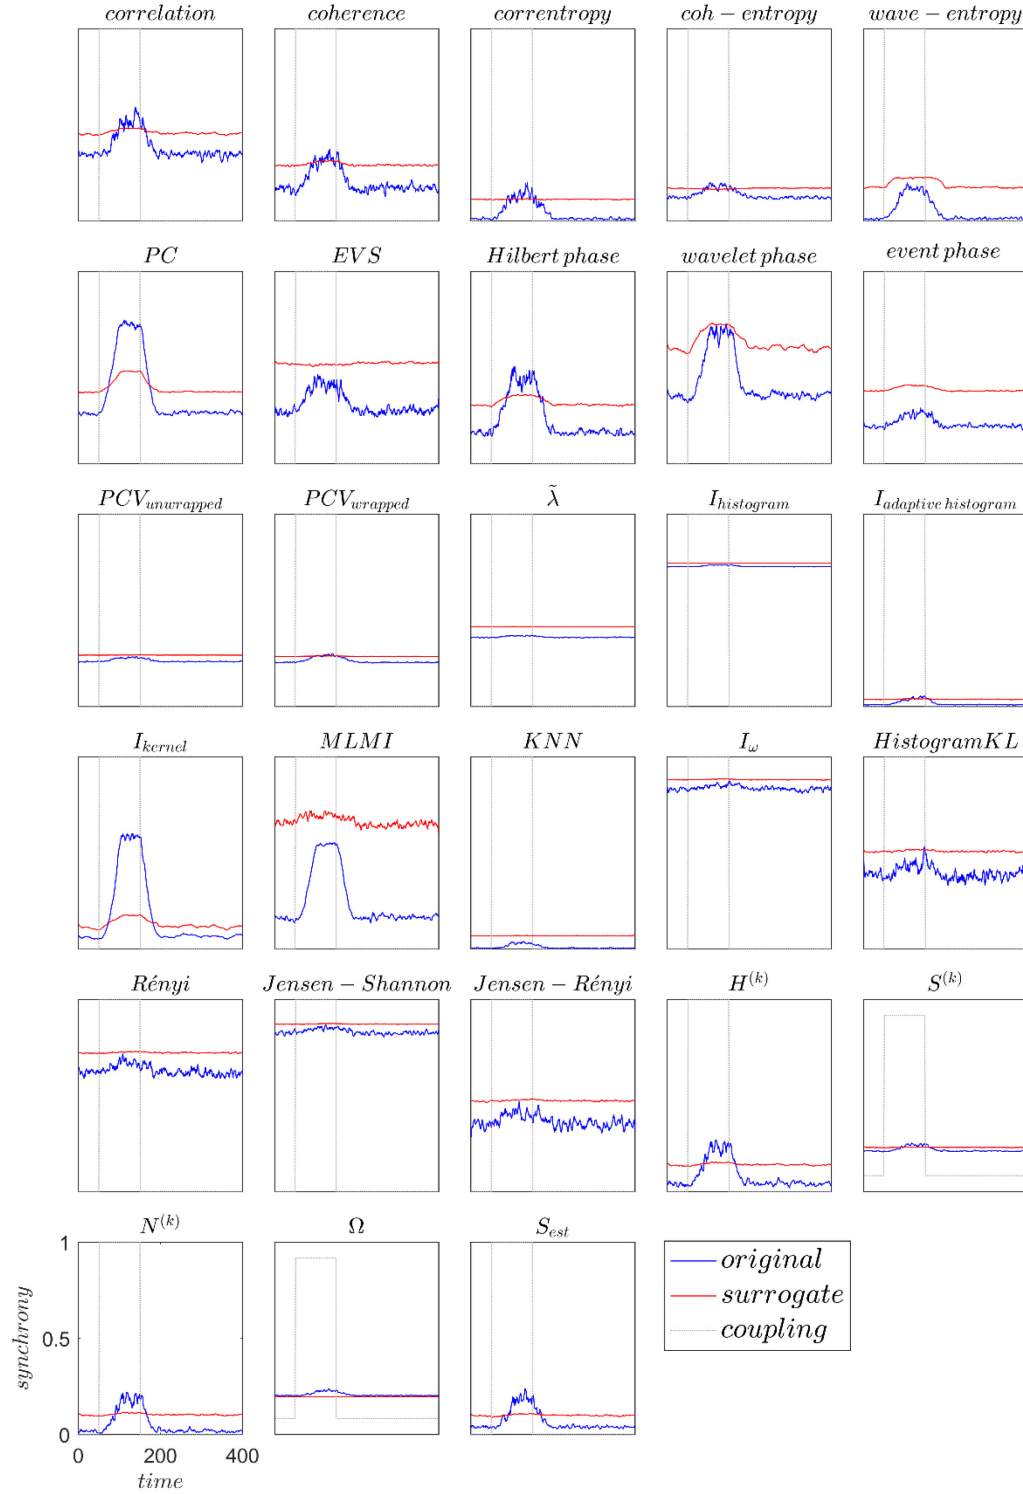 correlation coherence correntropy coh − entropy wave − entropy
PC EVS Hilbert phase wavelet phase event phase
PCV_unwrapped PCV_wrapped λ̃ I_histogram I_adaptive histogram
I_kernel MLMI KNN I_ω HistogramKL
Rényi Jensen − Shannon Jensen − Rényi H^(k) S^(k)
N^(k) Ω S_est
1
0.5
0
synchrony
0 200 400
time
original
surrogate
coupling